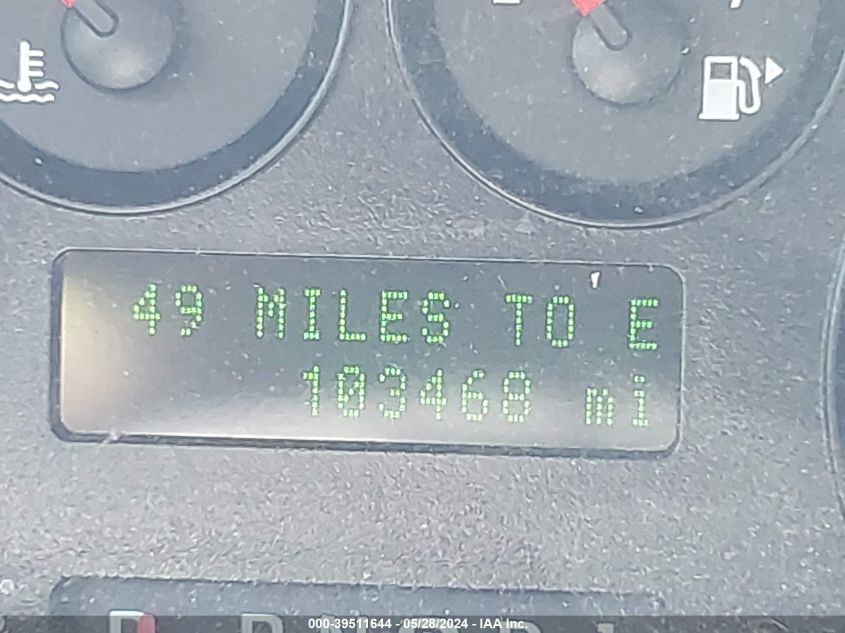 49 MILES TO E
103468 mi
000-39511644 - 05/28/2024 - IAA Inc.